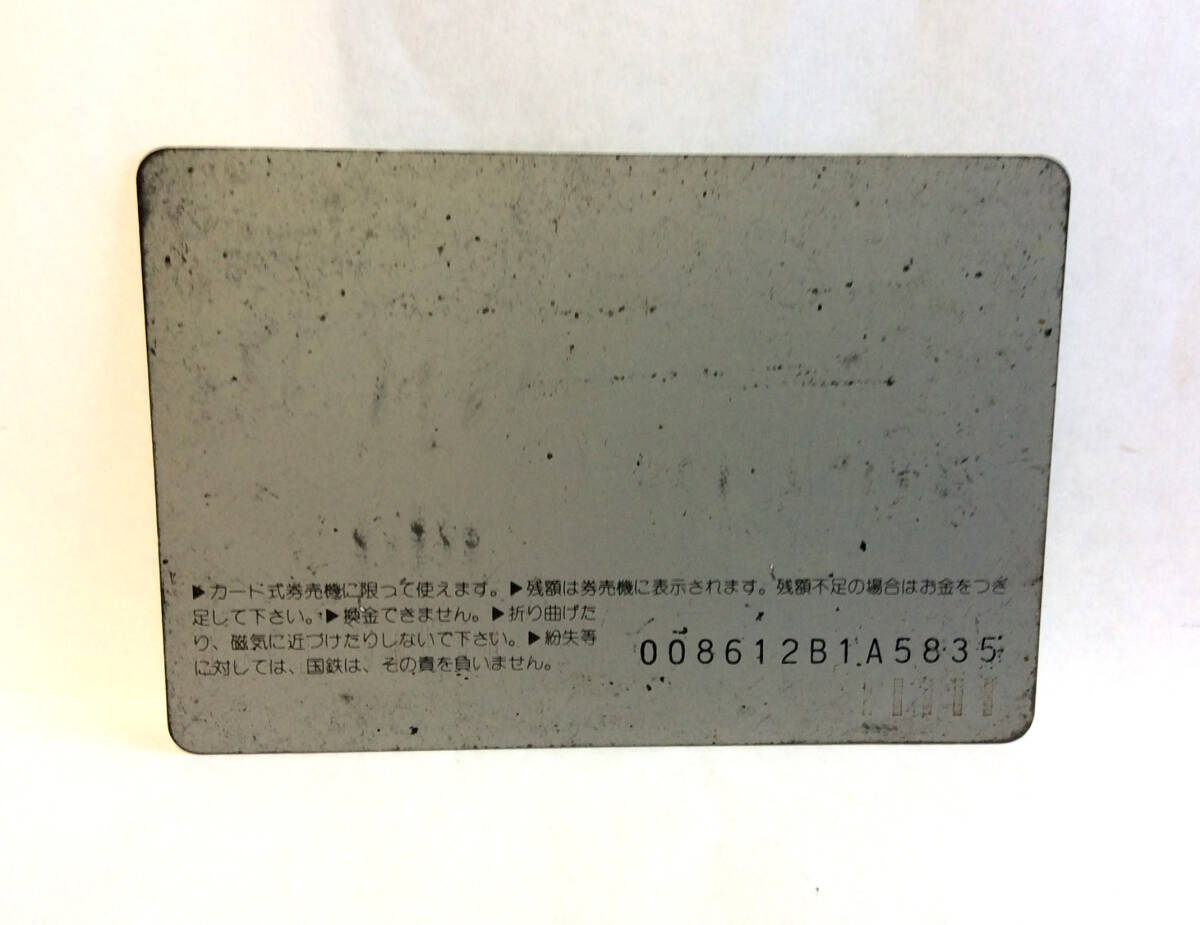 ▶カード式券売機に限って使えます。▶残額は券売機に表示されます。残額不足の場合はお金をつぎ
足して下さい。▶換金できません。▶折り曲げた
り、磁気に近づけたりしないで下さい。▶紛失等
に対しては、国鉄は、その責を負いません。
008612B1A5835